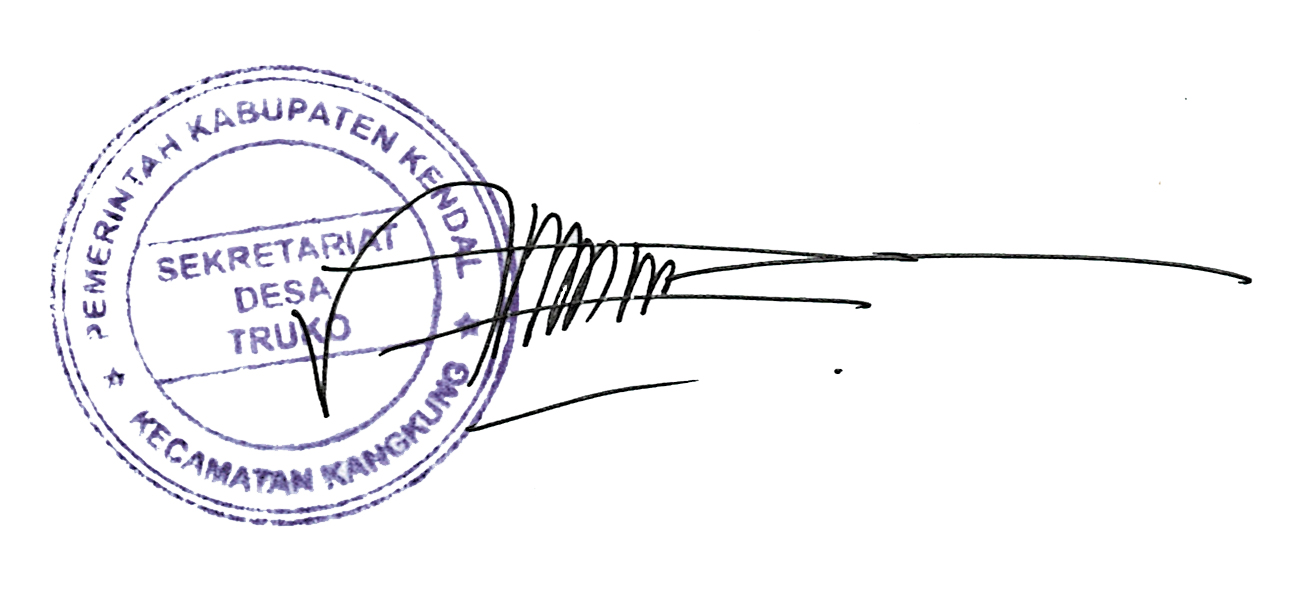 PEMERINTAH KABUPATEN KENDAL
SEKRETARIAT
DESA
TRUKO
KECAMATAN KANGKUNG